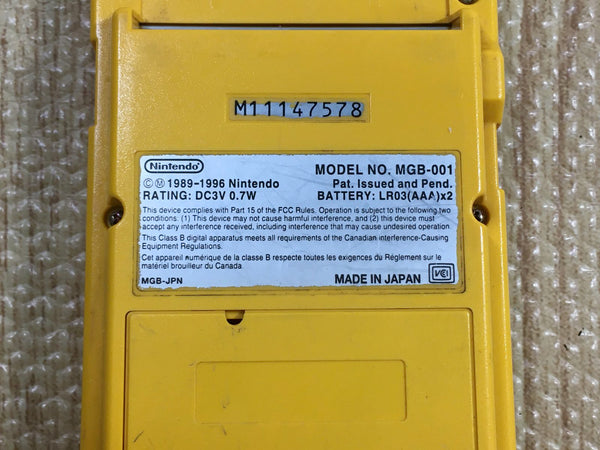 M11147578
Nintendo
MODEL NO. MGB-001
©Ⓜ 1989-1996 Nintendo
Pat. Issued and Pend.
RATING: DC3V 0.7W
BATTERY: LR03(AAA)x2
This device complies with Part 15 of the FCC Rules. Operation is subject to the following two
conditions. (1) This device may not cause harmful interference, and (2) this device must
accept any interference received, including interference that may cause undesired operation.
This Class B digital apparatus meets all requirements of the Canadian interference-Causing
Equipment Regulations.
Cet appareil numérique de la classe B respecte toutes les exigences du Règlement sur le
matériel brouilleur du Canada.
MGB-JPN
MADE IN JAPAN
VCI